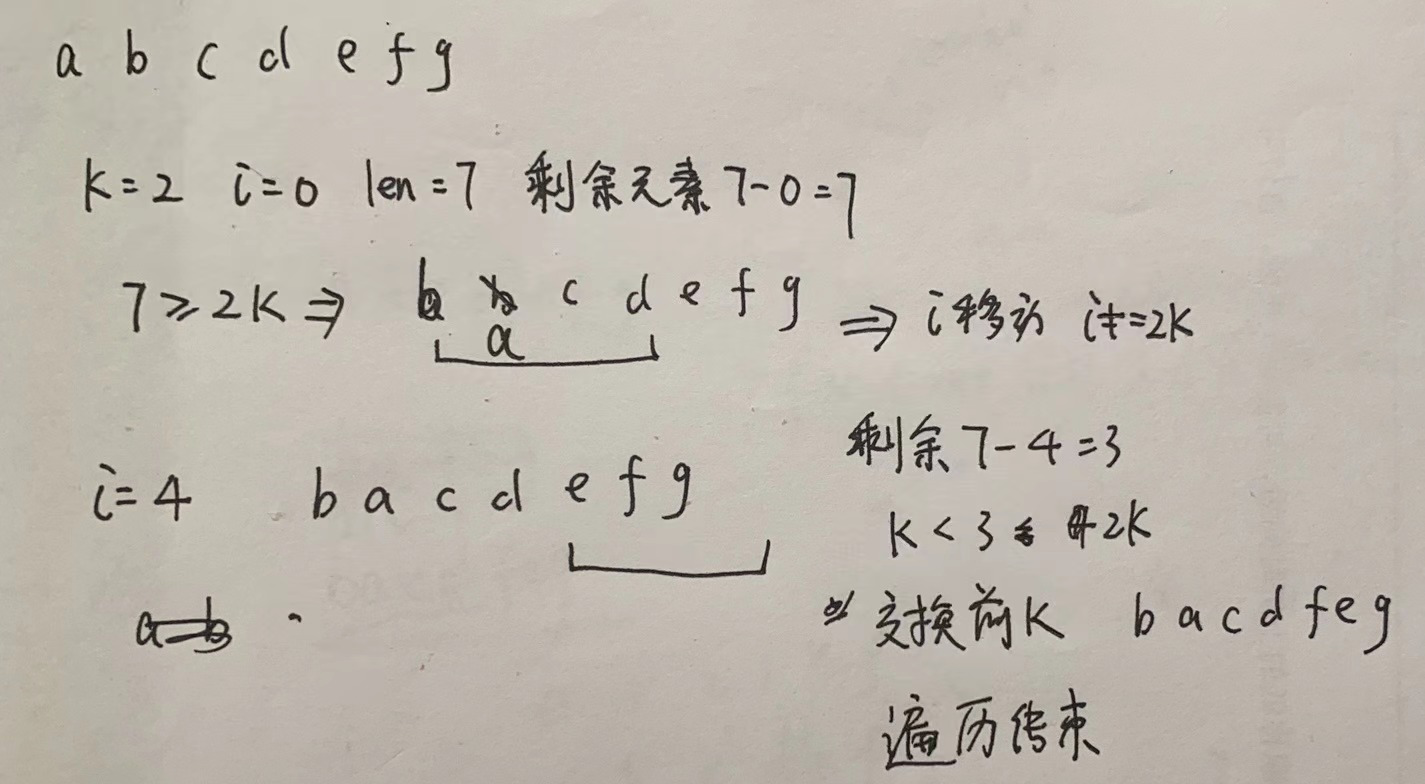 a b c d e f g
k=2 i=0 len=7 剩余元素 7-0=7
7≥2K ⇒ b a c d e f g ⇒ i移动 i+=2K
剩余 7-4=3
i=4 b a c d e f g
K<3 2K
交换前K b a c d f e g
遍历结束